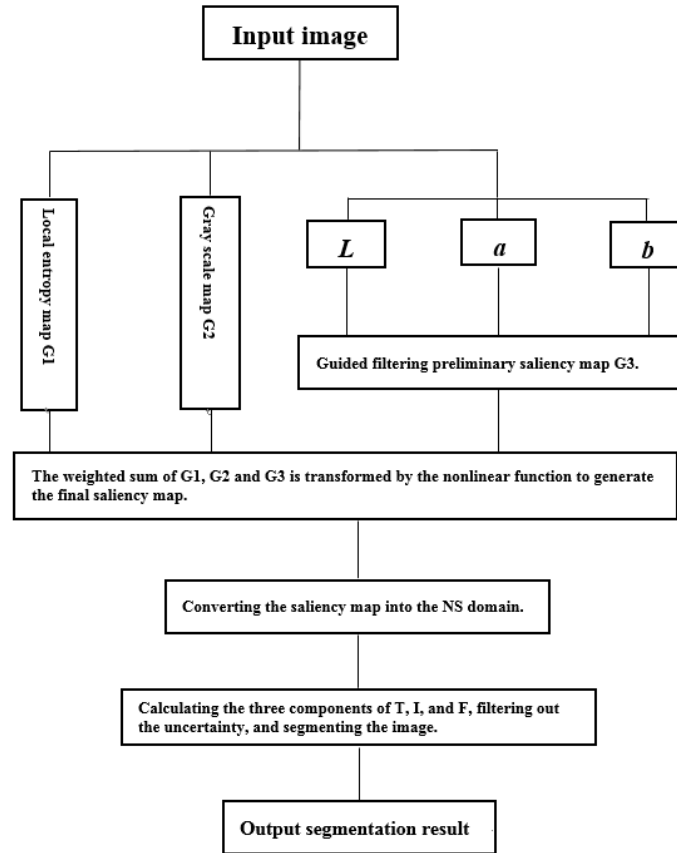 Input image
Local entropy map G1
Gray scale map G2
L
a
b
Guided filtering preliminary saliency map G3.
The weighted sum of G1, G2 and G3 is transformed by the nonlinear function to generate
the final saliency map.
Converting the saliency map into the NS domain.
Calculating the three components of T, I, and F, filtering out
the uncertainty, and segmenting the image.
Output segmentation result